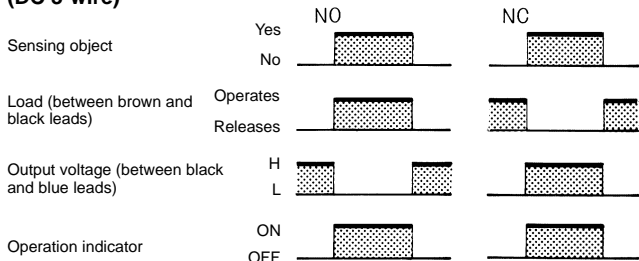 (DC 3-wire)
NO NC
Sensing object
Yes
No
Load (between brown and
black leads)
Operates
Releases
Output voltage (between black
and blue leads)
H
L
Operation indicator
ON
OFF